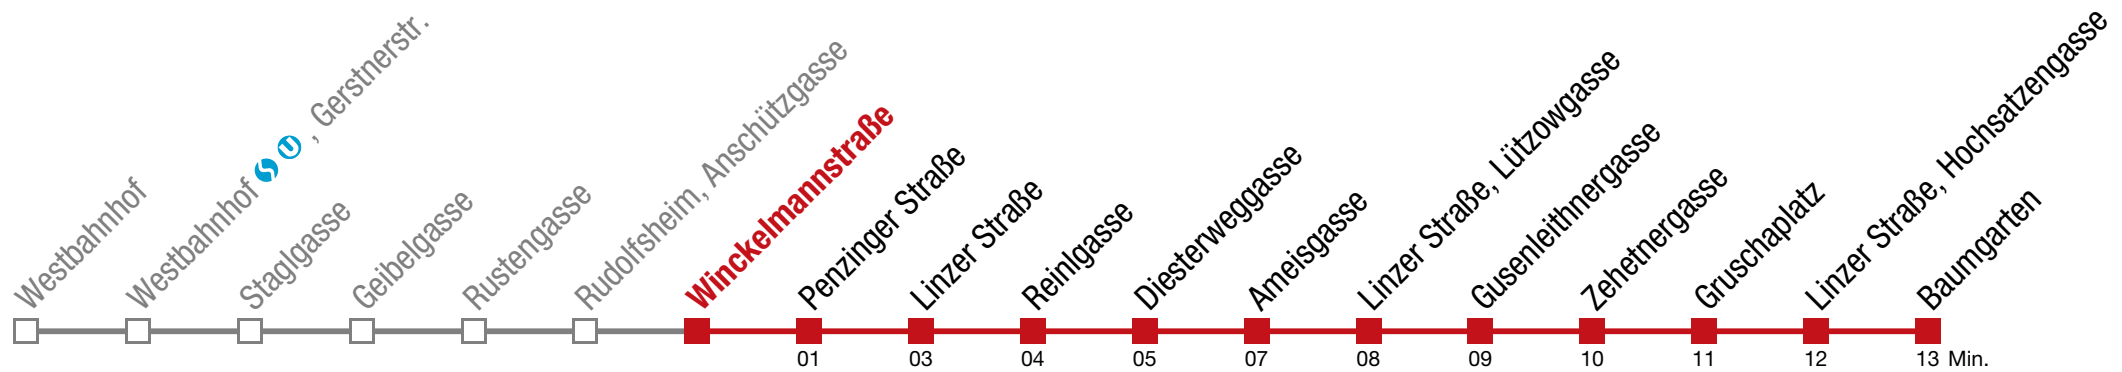 Westbahnhof
Westbahnhof S U , Gerstnerstr.
Staglgasse
Geibelgasse
Rustengasse
Rudolfsheim, Anschützgasse
Winckelmannstraße
Penzinger Straße
Linzer Straße
Reinlgasse
Diesterweggasse
Ameisgasse
Linzer Straße, Lützowgasse
Gusenleithnergasse
Zehetnergasse
Gruschaplatz
Linzer Straße, Hochsatzengasse
Baumgarten
01 03 04 05 07 08 09 10 11 12 13 Min.